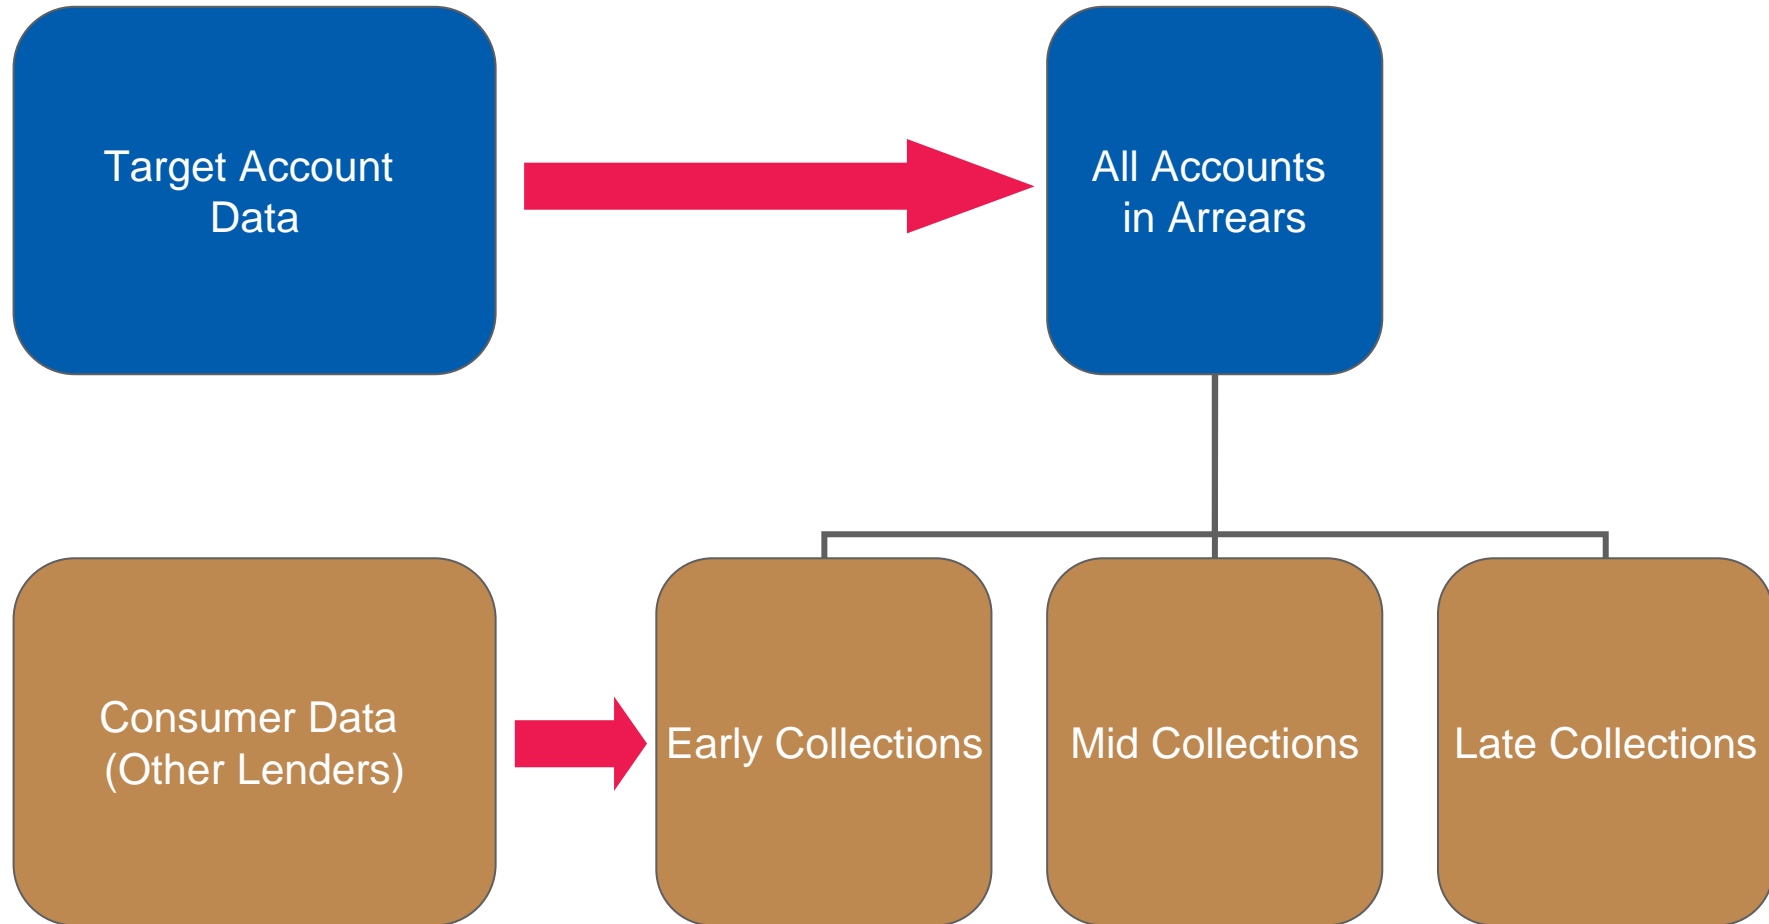 Target Account
Data
All Accounts
in Arrears
Consumer Data
(Other Lenders)
Early Collections
Mid Collections
Late Collections